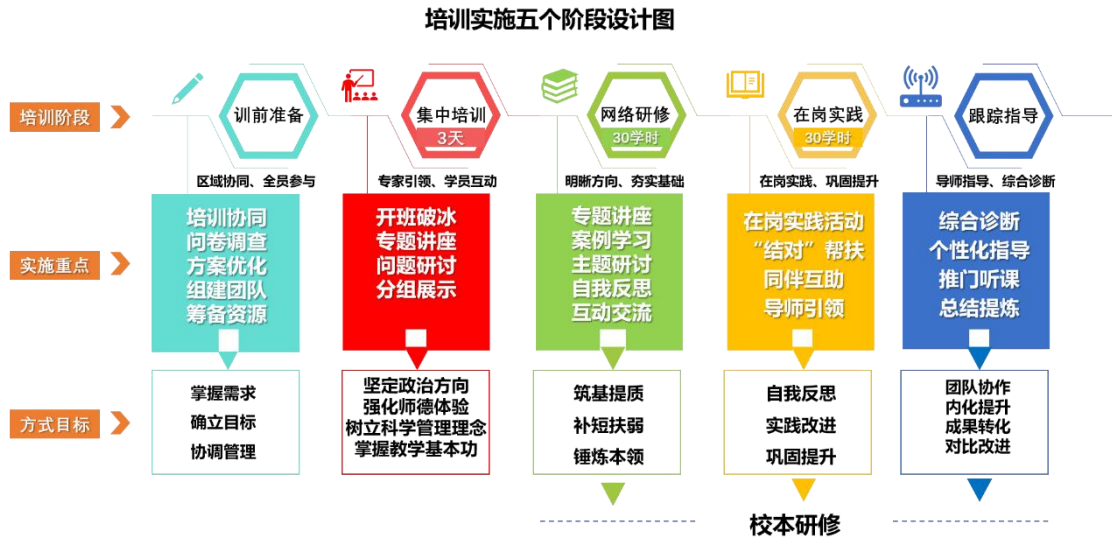 培训实施五个阶段设计图
培训阶段
训前准备
集中培训
3天
网络研修
30学时
在岗实践
30学时
跟踪指导
区域协同、全员参与
专家引领、学员互动
明晰方向、夯实基础
在岗实践、巩固提升
导师指导、综合诊断
实施重点
培训协同
问卷调查
方案优化
组建团队
筹备资源
开班破冰
专题讲座
问题研讨
分组展示
专题讲座
案例学习
主题研讨
自我反思
互动交流
在岗实践活动
“结对”帮扶
同伴互助
导师引领
综合诊断
个性化指导
推门听课
总结提炼
方式目标
掌握需求
确立目标
协调管理
坚定政治方向
强化师德体验
树立科学管理理念
掌握教学基本功
筑基提质
补短扶弱
锤炼本领
自我反思
实践改进
巩固提升
团队协作
内化提升
成果转化
对比改进
校本研修